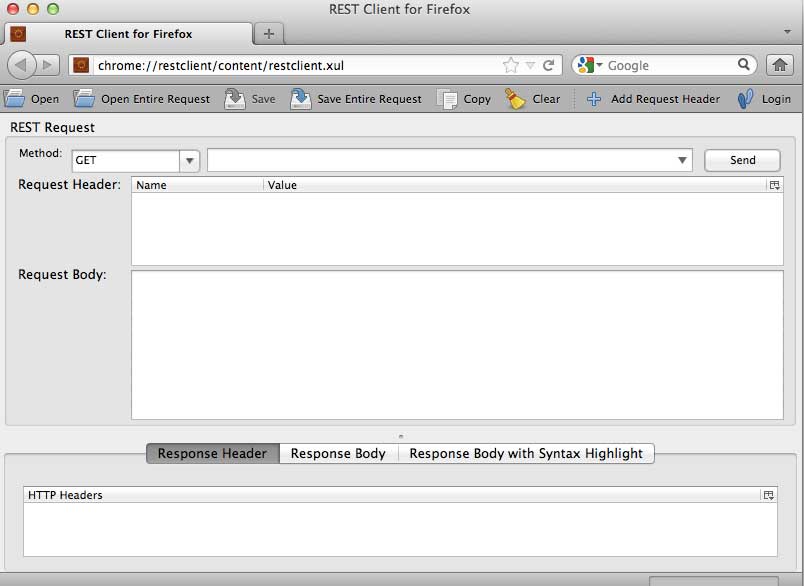 REST Client for Firefox
REST Client for Firefox
chrome://restclient/content/restclient.xul Google
Open Open Entire Request Save Save Entire Request Copy Clear Add Request Header Login
REST Request
Method: GET Send
Request Header: Name Value
Request Body:
Response Header Response Body Response Body with Syntax Highlight
HTTP Headers